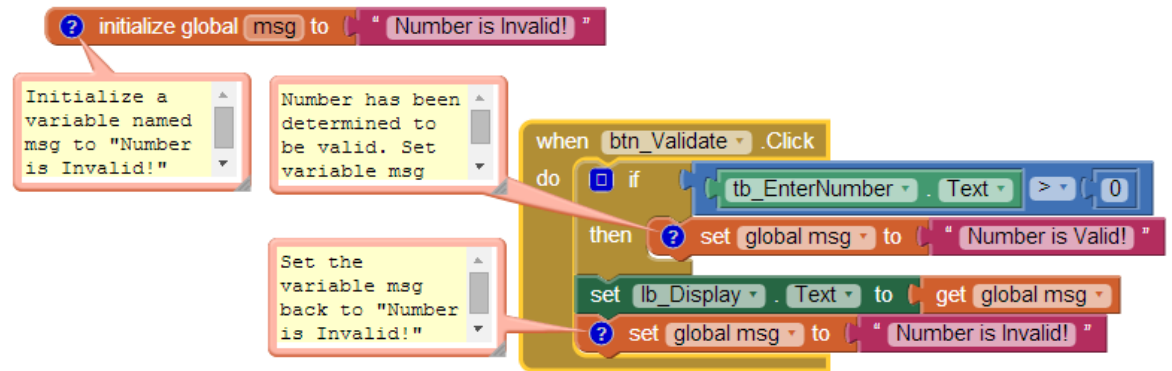 ? initialize global msg to " Number is Invalid! "
Initialize a
variable named
msg to "Number
is Invalid!"
Number has been
determined to
be valid. Set
variable msg
when btn_Validate .Click
do if tb_EnterNumber . Text > 0
then ? set global msg to " Number is Valid! "
set lb_Display . Text to get global msg
? set global msg to " Number is Invalid! "
Set the
variable msg
back to "Number
is Invalid!"